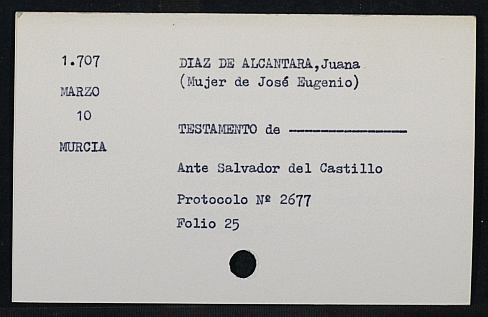 1.707
MARZO
10
MURCIA
DIAZ DE ALCANTARA,Juana
(Mujer de José Eugenio)
TESTAMENTO de -----------------
Ante Salvador del Castillo
Protocolo Nº 2677
Folio 25